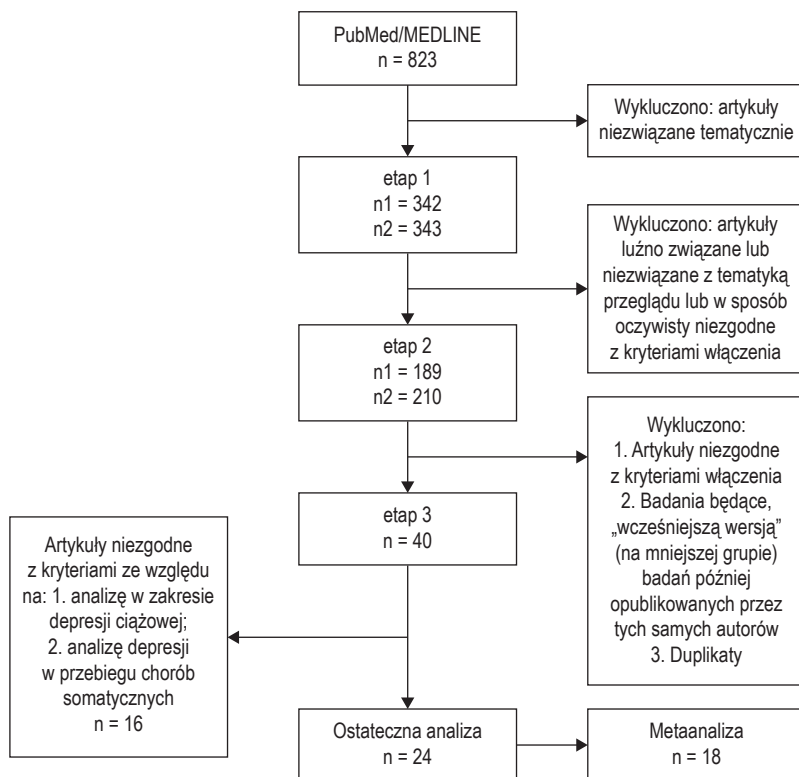 PubMed/MEDLINE
n = 823
Wykluczono: artykuły
niezwiązane tematycznie
etap 1
n1 = 342
n2 = 343
Wykluczono: artykuły
luźno związane lub
niezwiązane z tematyką
przeglądu lub w sposób
oczywisty niezgodne
z kryteriami włączenia
etap 2
n1 = 189
n2 = 210
Wykluczono:
1. Artykuły niezgodne
z kryteriami włączenia
2. Badania będące,
„wcześniejszą wersją”
(na mniejszej grupie)
badań później
opublikowanych przez
tych samych autorów
3. Duplikaty
etap 3
n = 40
Artykuły niezgodne
z kryteriami ze względu
na: 1. analizę w zakresie
depresji ciążowej;
2. analizę depresji
w przebiegu chorób
somatycznych
n = 16
Ostateczna analiza
n = 24
Metaanaliza
n = 18